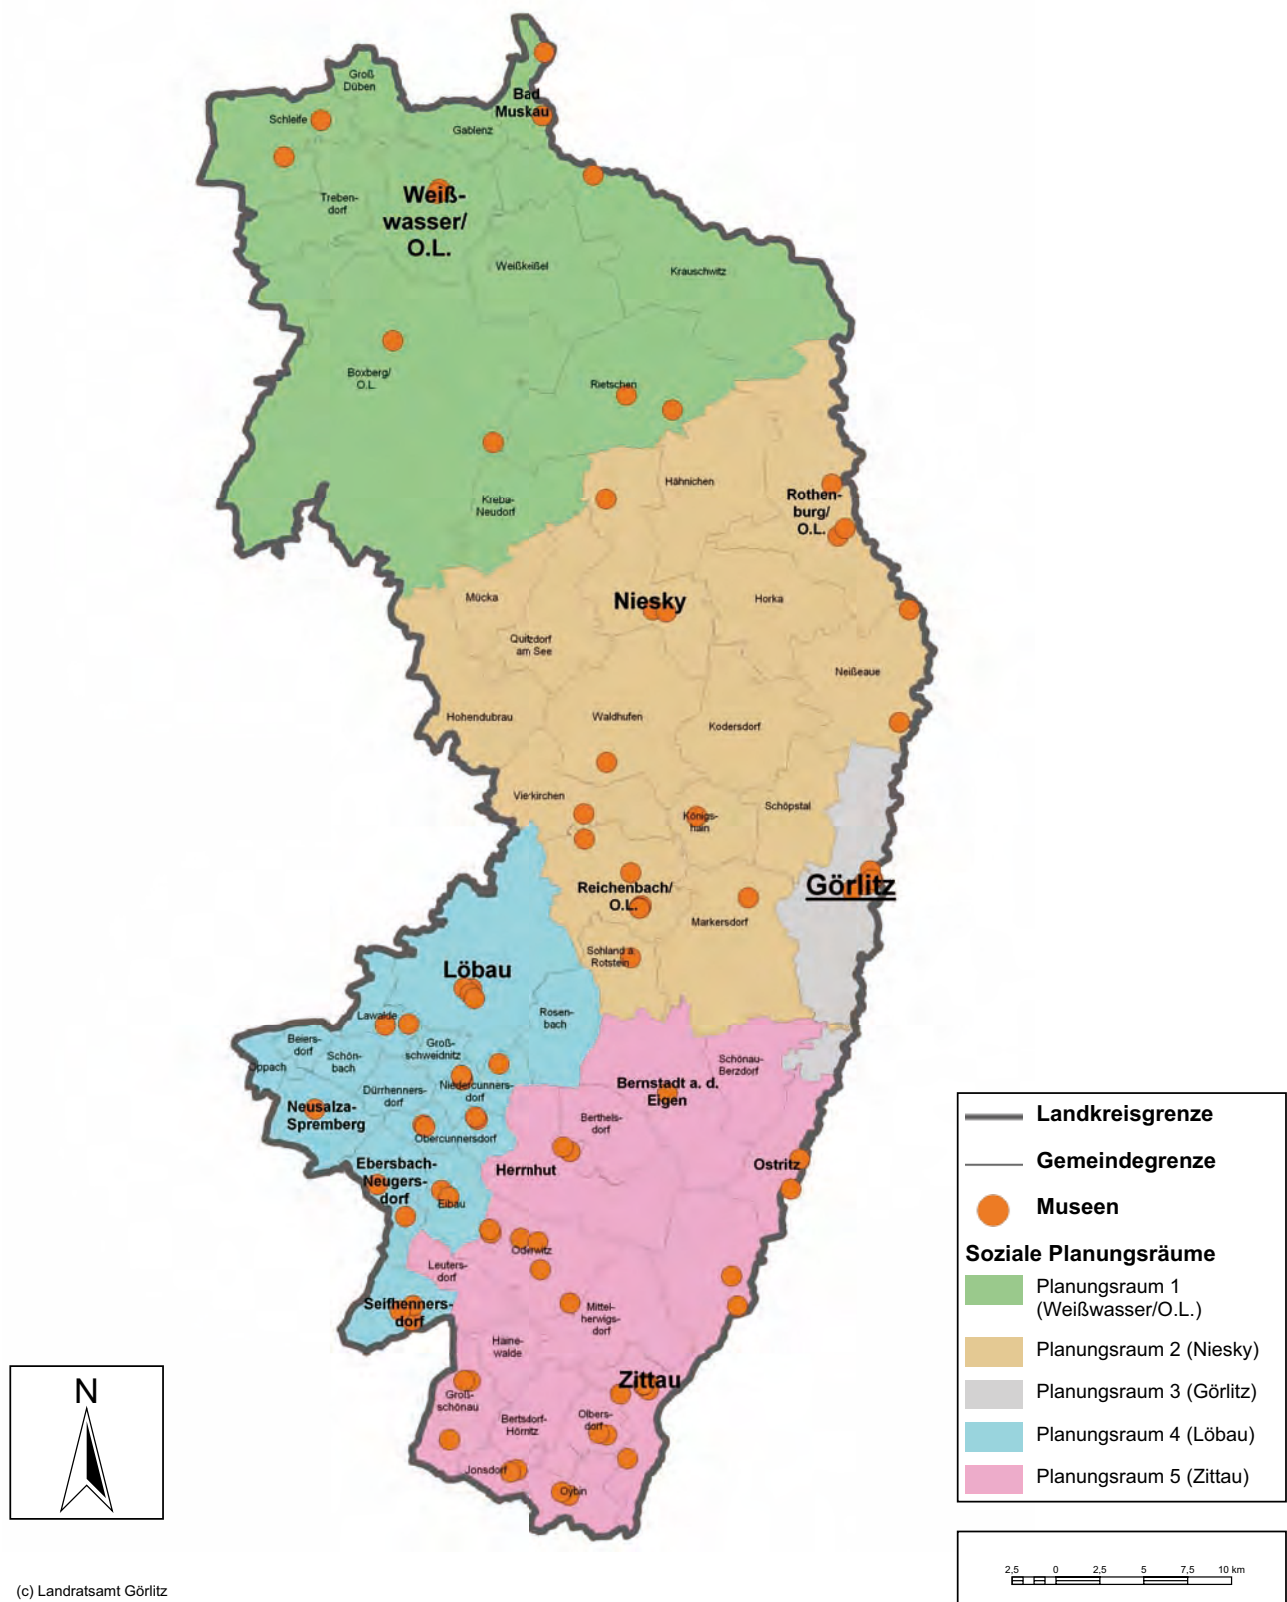 Groß
Düben
Bad
Muskau
Schleife
Gablenz
Weiß-
wasser/
O.L.
Treben-
dorf
Weißkeißel
Krauschwitz
Boxberg/
O.L.
Rietschen
Kreba-
Neudorf
Hähnichen
Rothen-
burg/
O.L.
Mücka
Niesky
Horka
Quitzdorf
am See
Neißeaue
Hohendubrau
Waldhufen
Kodersdorf
Vierkirchen
Königs-
hain
Schöpstal
Görlitz
Reichenbach/
O.L.
Markersdorf
Sohland a.
Rotstein
Löbau
Rosen-
bach
Lawalde
Groß-
schweidnitz
Beiers-
dorf
Schön-
bach
Oppach
Dürrhenners-
dorf
Niedercunners-
dorf
Neusalza-
Spremberg
Obercunnersdorf
Schönau-
Berzdorf
Bernstadt a. d.
Eigen
Berthels-
dorf
Ebersbach-
Neugers-
dorf
Herrnhut
Ostritz
Eibau
Oderwitz
Leuters-
dorf
Seifhenners-
dorf
Mittel-
herwigs-
dorf
Haine-
walde
Zittau
Groß-
schönau
Bertsdorf-
Hörnitz
Olbers-
dorf
Jonsdorf
Oybin
Landkreisgrenze
Gemeindegrenze
Museen
Soziale Planungsräume
Planungsraum 1
(Weißwasser/O.L.)
Planungsraum 2 (Niesky)
Planungsraum 3 (Görlitz)
Planungsraum 4 (Löbau)
Planungsraum 5 (Zittau)
N
2,5 0 2,5 5 7,5 10 km
(c) Landratsamt Görlitz